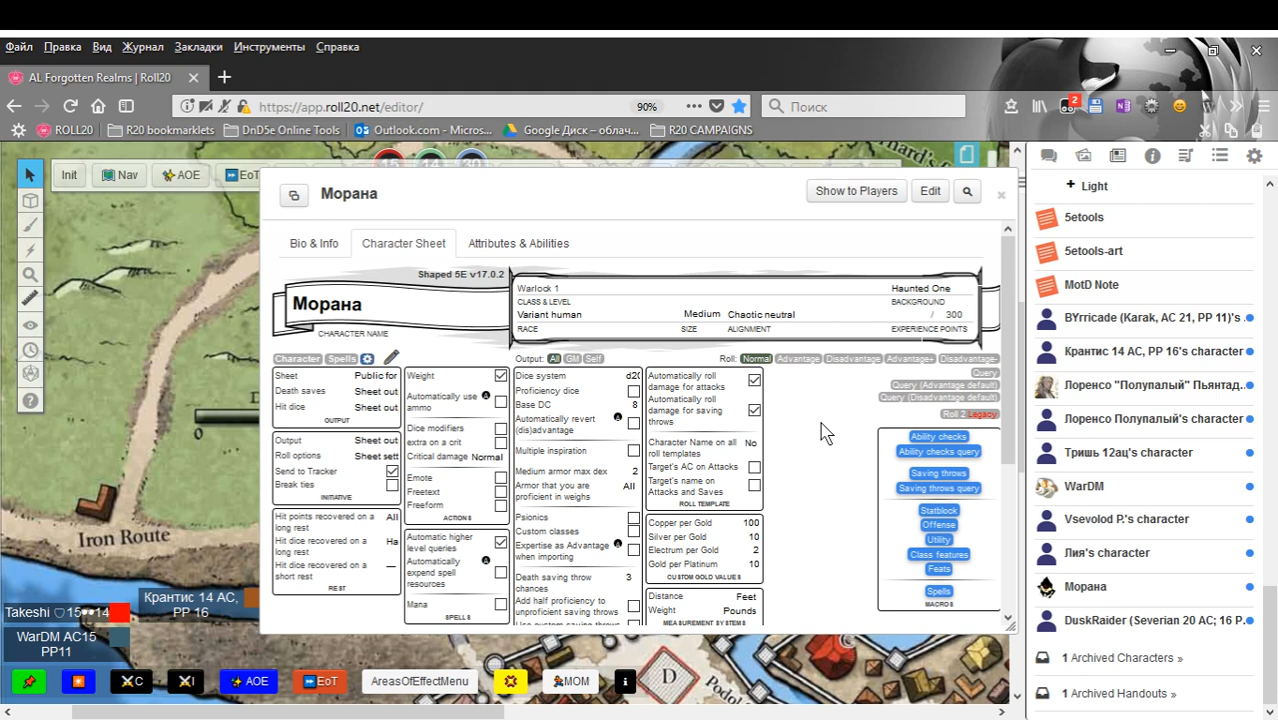 Файл Правка Вид Журнал Закладки Инструменты Справка
AL Forgotten Realms | Roll20
https://app.roll20.net/editor/ 90% Поиск 2
ROLL20 R20 bookmarklets DnD5e Online Tools Outlook.com - Micros... Google Диск – облач... R20 CAMPAIGNS
Init Nav AOE EoT
Морана Show to Players Edit
Bio & Info Character Sheet Attributes & Abilities
Shaped 5E v17.0.2
Warlock 1 Haunted One
CLASS & LEVEL BACKGROUND
Морана
Variant human Medium Chaotic neutral / 300
RACE SIZE ALIGNMENT EXPERIENCE POINTS
CHARACTER NAME
Character Spells Output: All GM Self Roll: Normal Advantage Disadvantage Advantage+ Disadvantage-
Query
Query (Advantage default)
Query (Disadvantage default)
Roll 2 Legacy
Sheet Public for
Death saves Sheet out
Hit dice Sheet out
OUTPUT
Output Sheet out
Roll options Sheet sett
Send to Tracker
Break ties
INITIATIVE
Hit points recovered on a
long rest All
Hit dice recovered on a
long rest Ha
Hit dice recovered on a
short rest —
REST
Weight
Automatically use
ammo
Dice modifiers
extra on a crit
Critical damage Normal
Emote
Freetext
Freeform
ACTIONS
Automatic higher
level queries
Automatically
expend spell
resources
Mana
SPELLS
Dice system d20
Proficiency dice
Base DC 8
Automatically revert
(dis)advantage
Multiple inspiration
Medium armor max dex 2
Armor that you are
proficient in weighs All
Psionics
Custom classes
Expertise as Advantage
when importing
Death saving throw
chances 3
Add half proficiency to
unproficient saving throws
Use custom saving throws
Automatically roll
damage for attacks
Automatically roll
damage for saving
throws
Character Name on all
roll templates No
Target's AC on Attacks
Target's name on
Attacks and Saves
ROLL TEMPLATE
Copper per Gold 100
Silver per Gold 10
Electrum per Gold 2
Gold per Platinum 10
CUSTOM GOLD VALUES
Distance Feet
Weight Pounds
MEASUREMENT SYSTEMS
Ability checks
Ability checks query
Saving throws
Saving throws query
Statblock
Offense
Utility
Class features
Feats
Spells
MACROS
Iron Route
0
Takeshi 15 14
Крантис 14 AC,
PP 16
WarDM AC15
PP11
C I AOE EoT AreasOfEffectMenu MOM
D
+ Light
5etools
5etools-art
MotD Note
BYrricade (Karak, AC 21, PP 11)'s .
Крантис 14 AC, PP 16's character
Лоренсо "Полупалый" Пьянтад..
Лоренсо Полупалый's character
Тришь 12ац's character
WarDM
Vsevolod P.'s character
Лия's character
Морана
DuskRaider (Severian 20 AC; 16 P.
1 Archived Characters »
1 Archived Handouts »